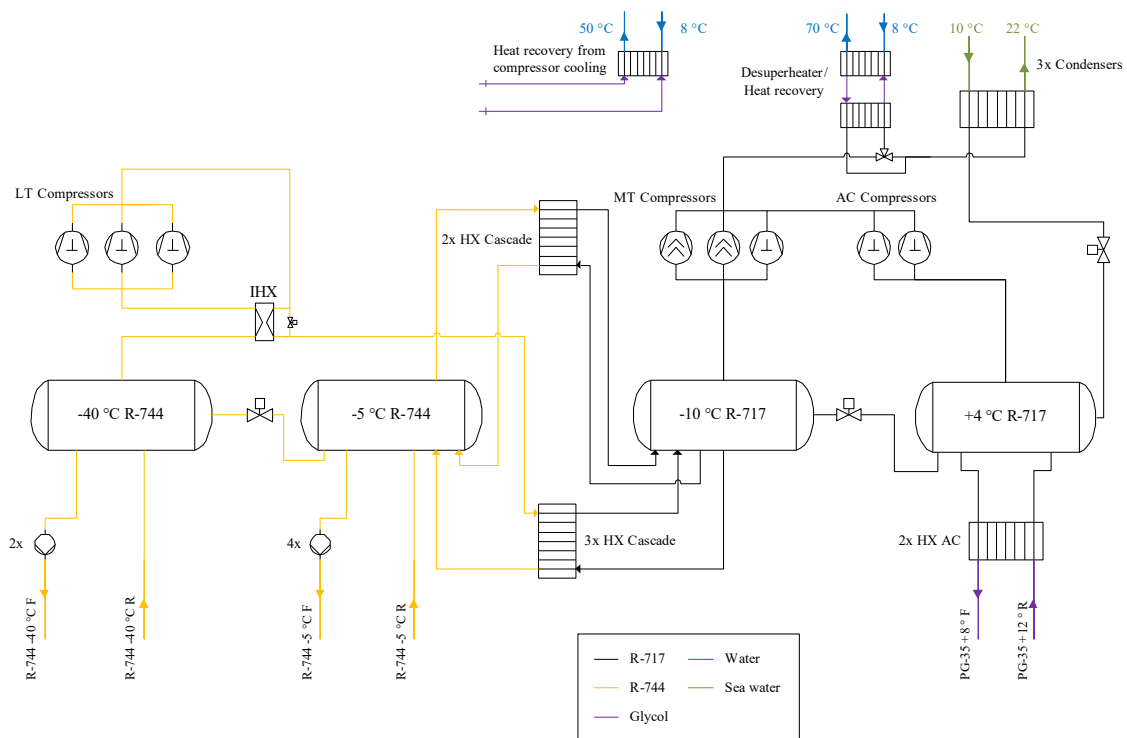 50 °C
8 °C
70 °C
8 °C
10 °C
22 °C
Heat recovery from
compressor cooling
Desuperheater/
Heat recovery
3x Condensers
LT Compressors
MT Compressors
AC Compressors
2x HX Cascade
IHX
-40 °C R-744
-5 °C R-744
-10 °C R-717
+4 °C R-717
2x
4x
3x HX Cascade
2x HX AC
R-744 -40 °C F
R-744 -40 °C R
R-744 -5 °C F
R-744 -5 °C R
PG-35 + 8 ° F
PG-35 + 12 ° R
R-717
Water
R-744
Sea water
Glycol